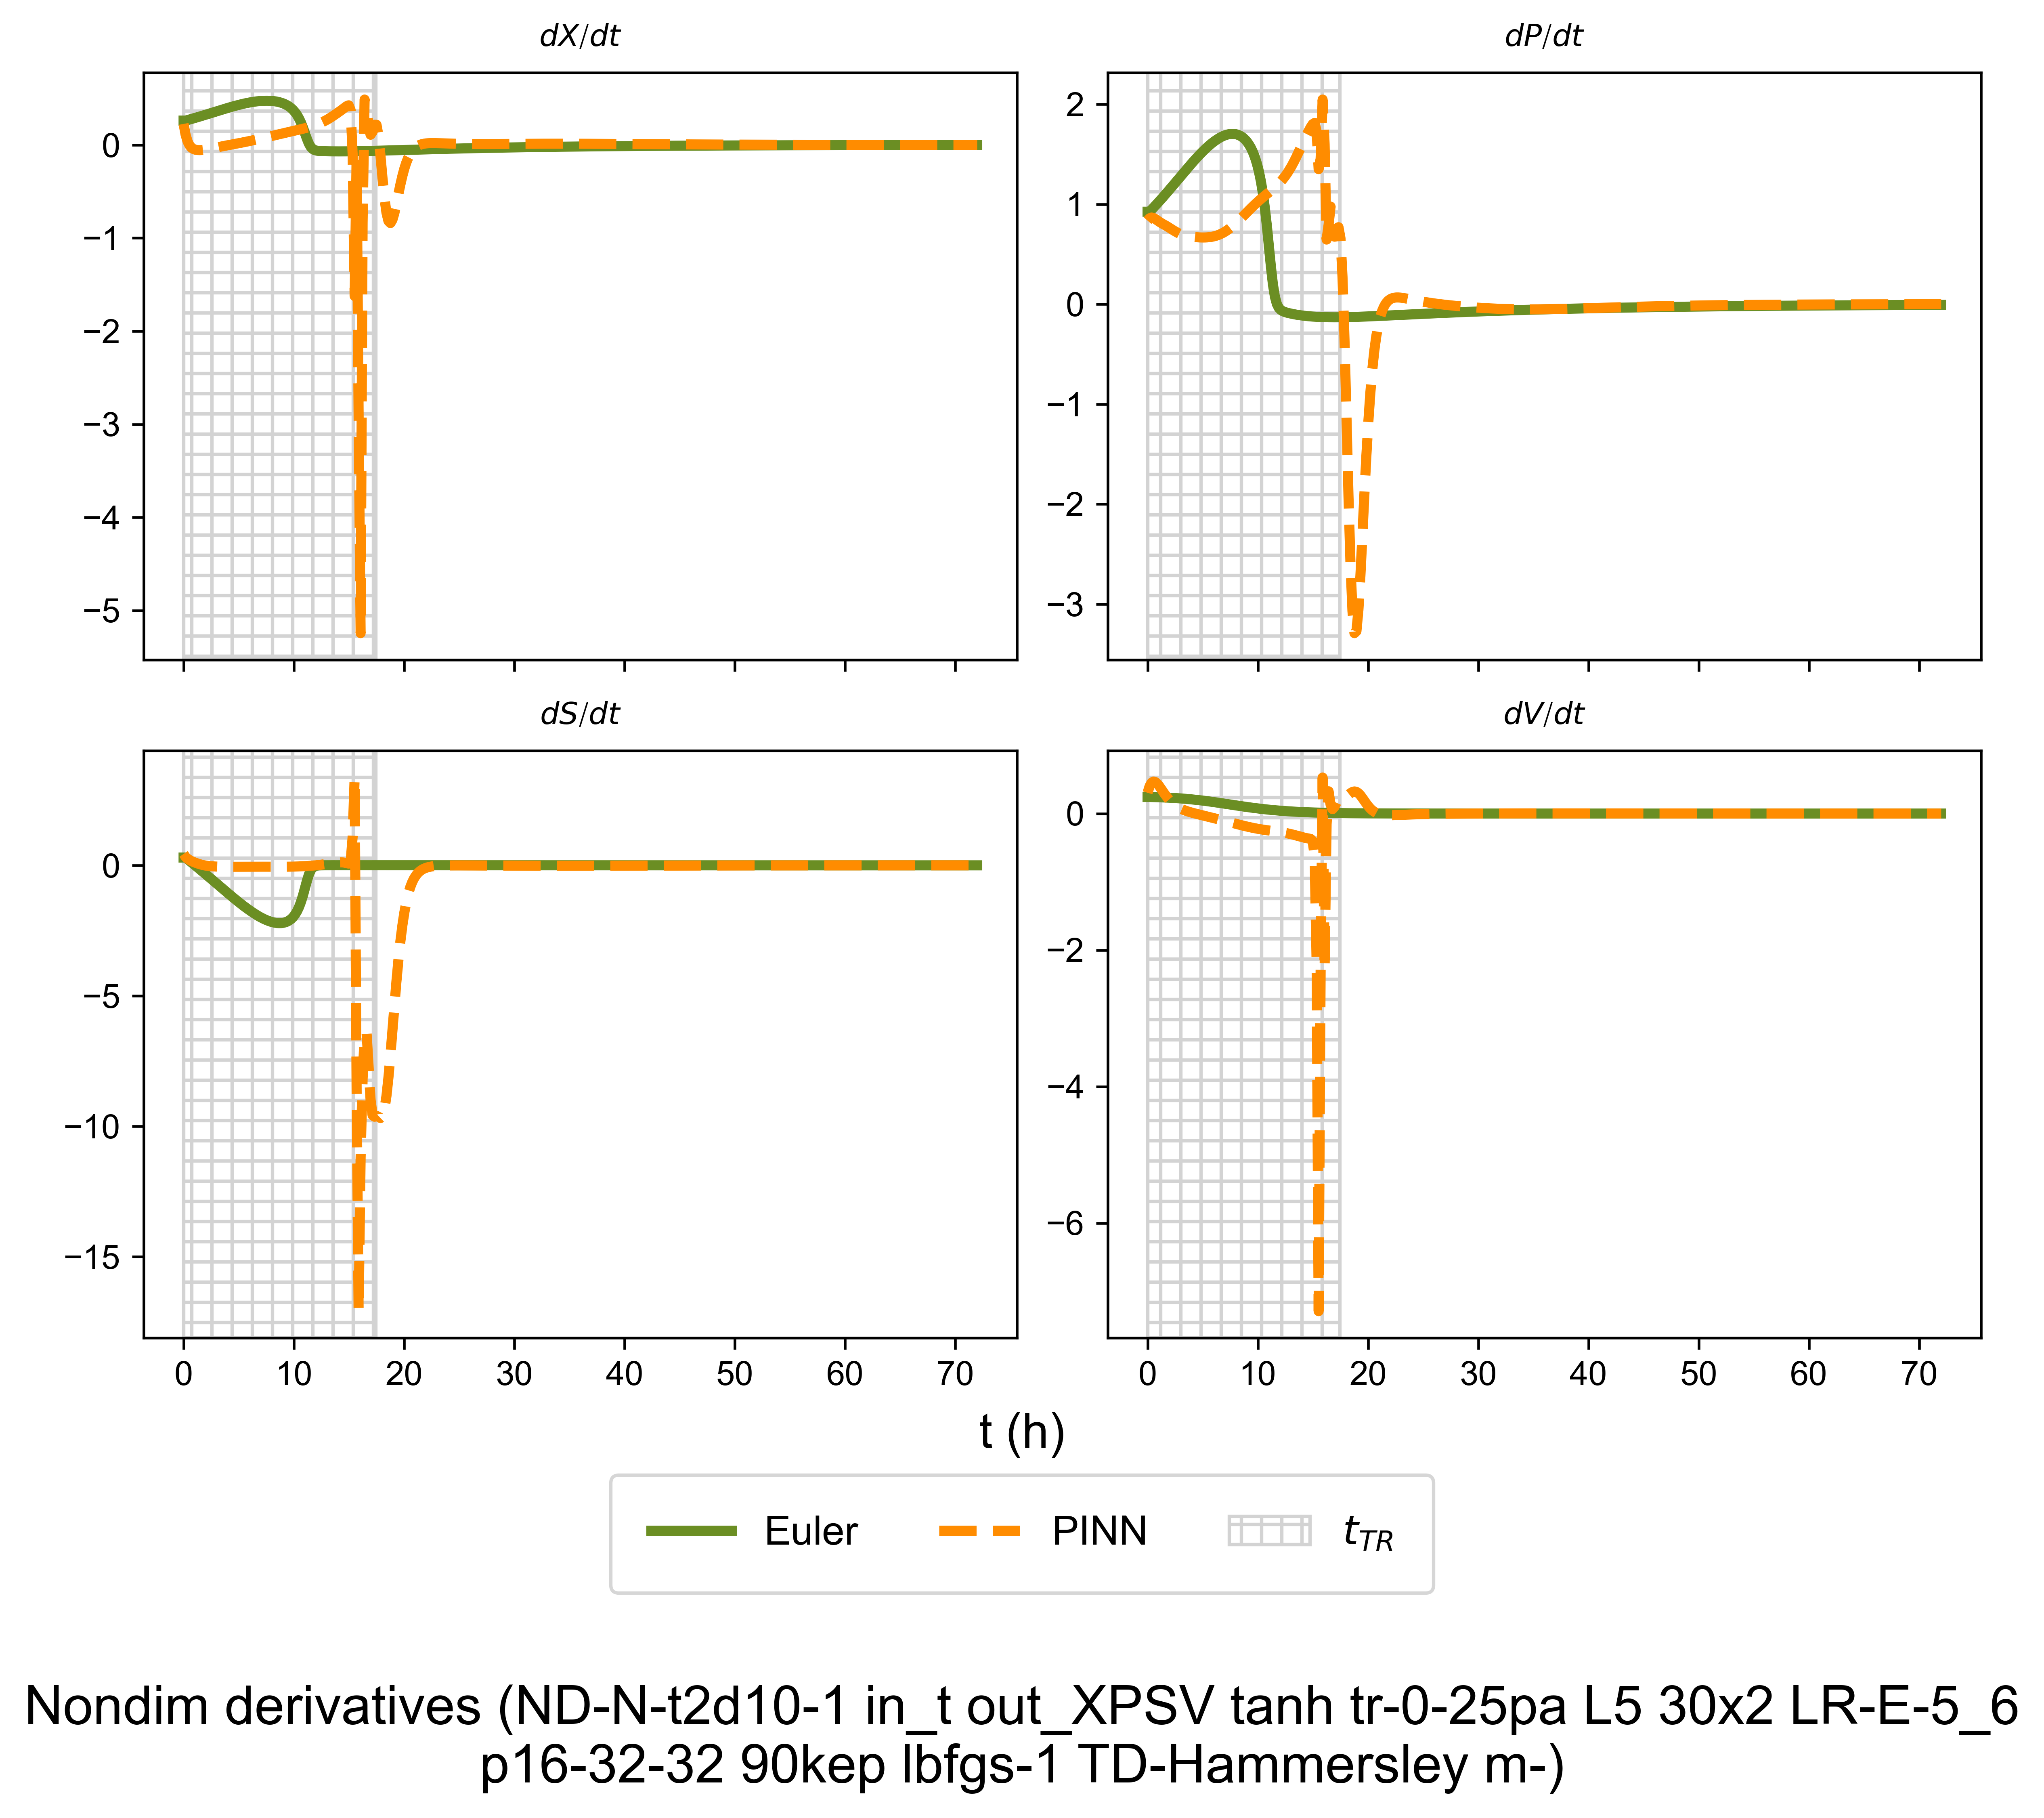 dX/dt
dP/dt
0
−1
−2
−3
−4
−5
2
1
0
−1
−2
−3
dS/dt
dV/dt
0
−5
−10
−15
0
−2
−4
−6
0 10 20 30 40 50 60 70
0 10 20 30 40 50 60 70
t (h)
Euler PINN t_TR
Nondim derivatives (ND-N-t2d10-1 in_t out_XPSV tanh tr-0-25pa L5 30x2 LR-E-5_6
p16-32-32 90kep lbfgs-1 TD-Hammersley m-)